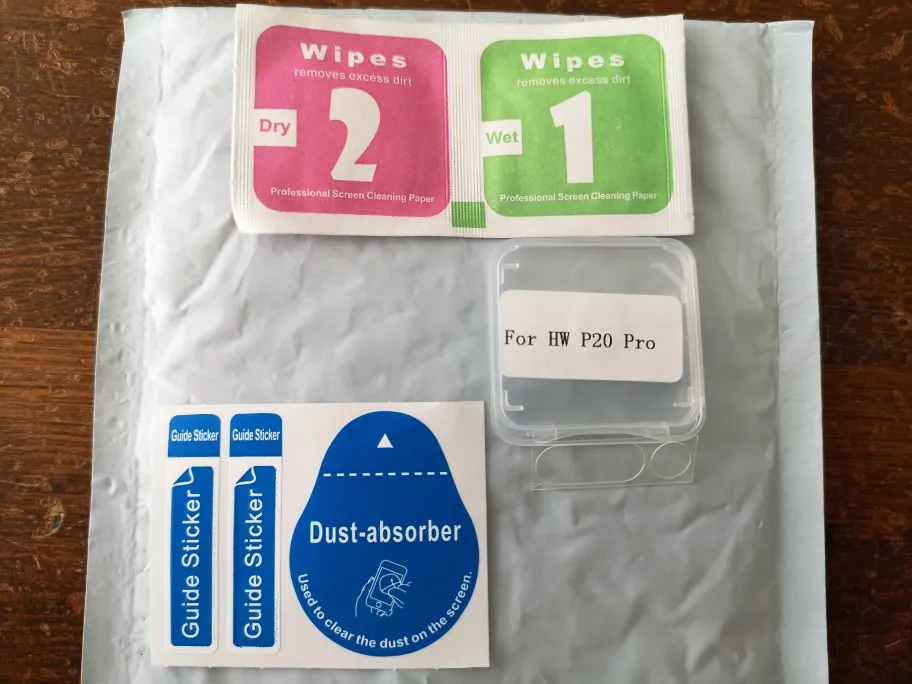 Wipes
removes excess dirt
Dry
2
Professional Screen Cleaning Paper
Wipes
removes excess dirt
Wet
1
Professional Screen Cleaning Paper
For HW P20 Pro
Guide Sticker
Guide Sticker
Guide Sticker
Guide Sticker
Dust-absorber
Used to clear the dust on the screen.